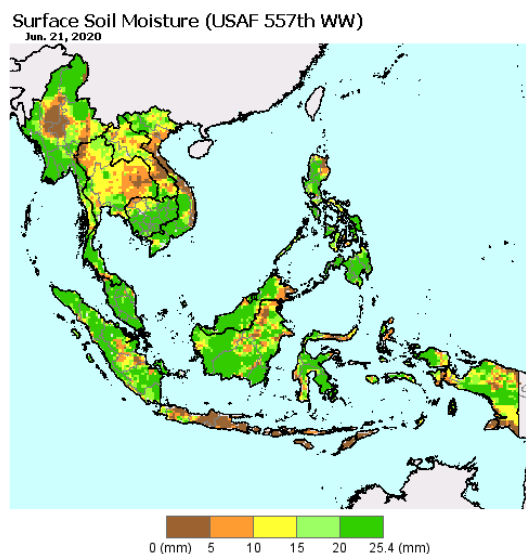 Surface Soil Moisture (USAF 557th WW)
Jun. 21, 2020
0 (mm) 5 10 15 20 25.4 (mm)